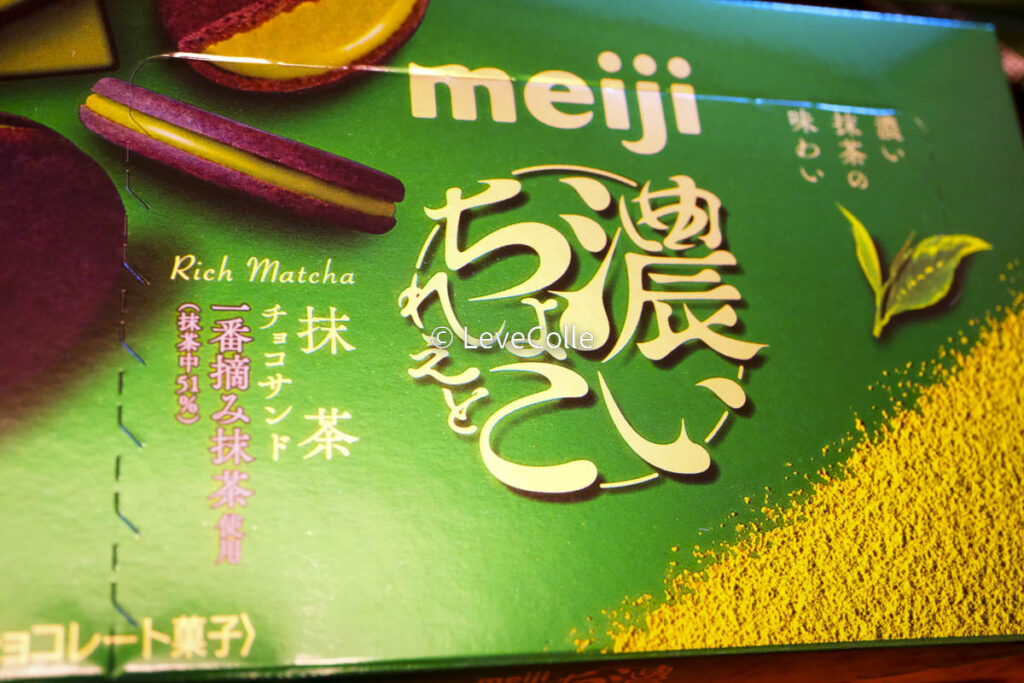 meiji
濃い
抹茶の
味わい
濃い
ちょこ
れえと
Rich Matcha
抹茶
チョコサンド
一番摘み抹茶使用
(抹茶中51%)
ョコレート菓子〉
© LeveColle
meiji